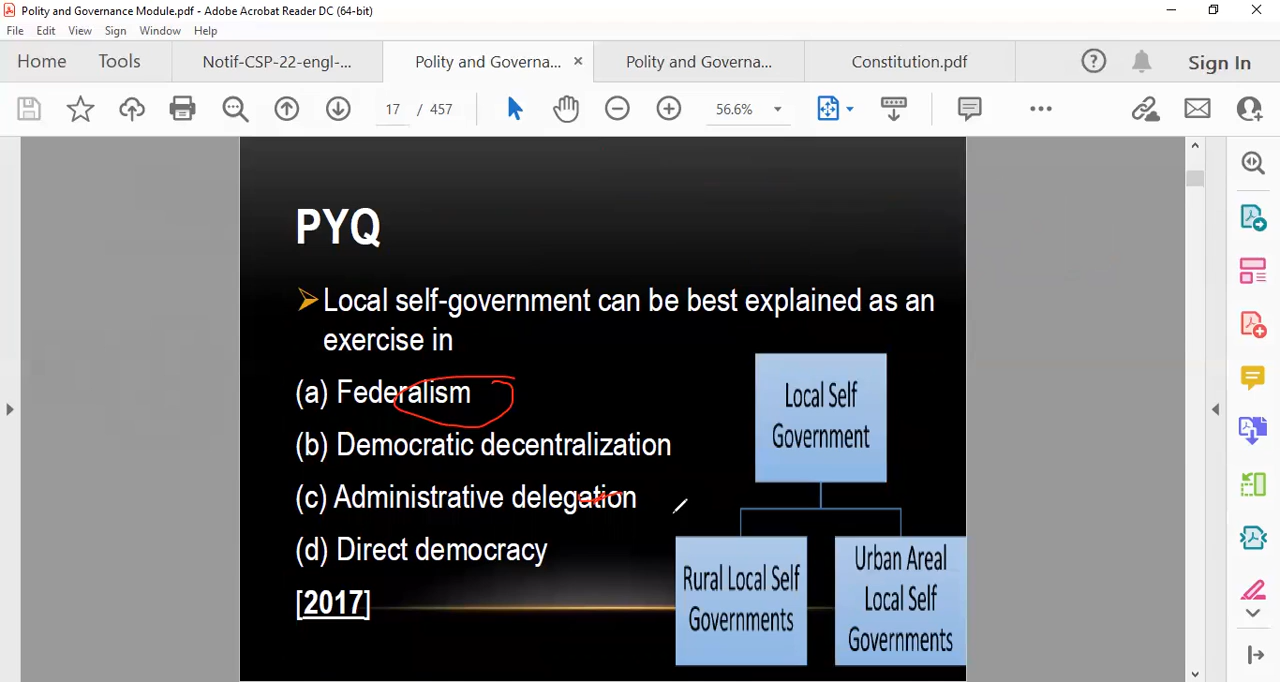 Polity and Governance Module.pdf - Adobe Acrobat Reader DC (64-bit)
File Edit View Sign Window Help
Home Tools Notif-CSP-22-engl-... Polity and Governa... × Polity and Governa... Constitution.pdf Sign In
17 / 457 56.6%
PYQ
Local self-government can be best explained as an
exercise in
(a) Federalism
(b) Democratic decentralization
(c) Administrative delegation
(d) Direct democracy
[2017]
Local Self
Government
Rural Local Self
Governments
Urban Areal
Local Self
Governments